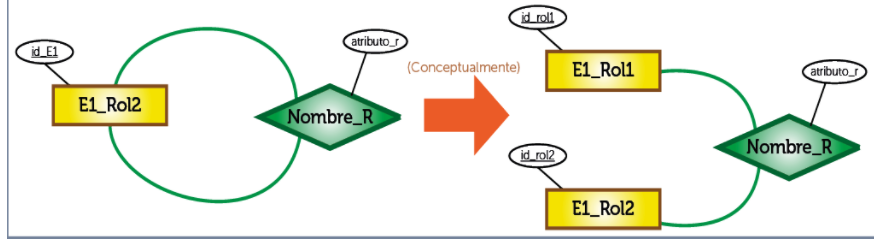 id_E1
E1_Rol2
atributo_r
Nombre_R
(Conceptualmente)
id_rol1
E1_Rol1
atributo_r
Nombre_R
id_rol2
E1_Rol2